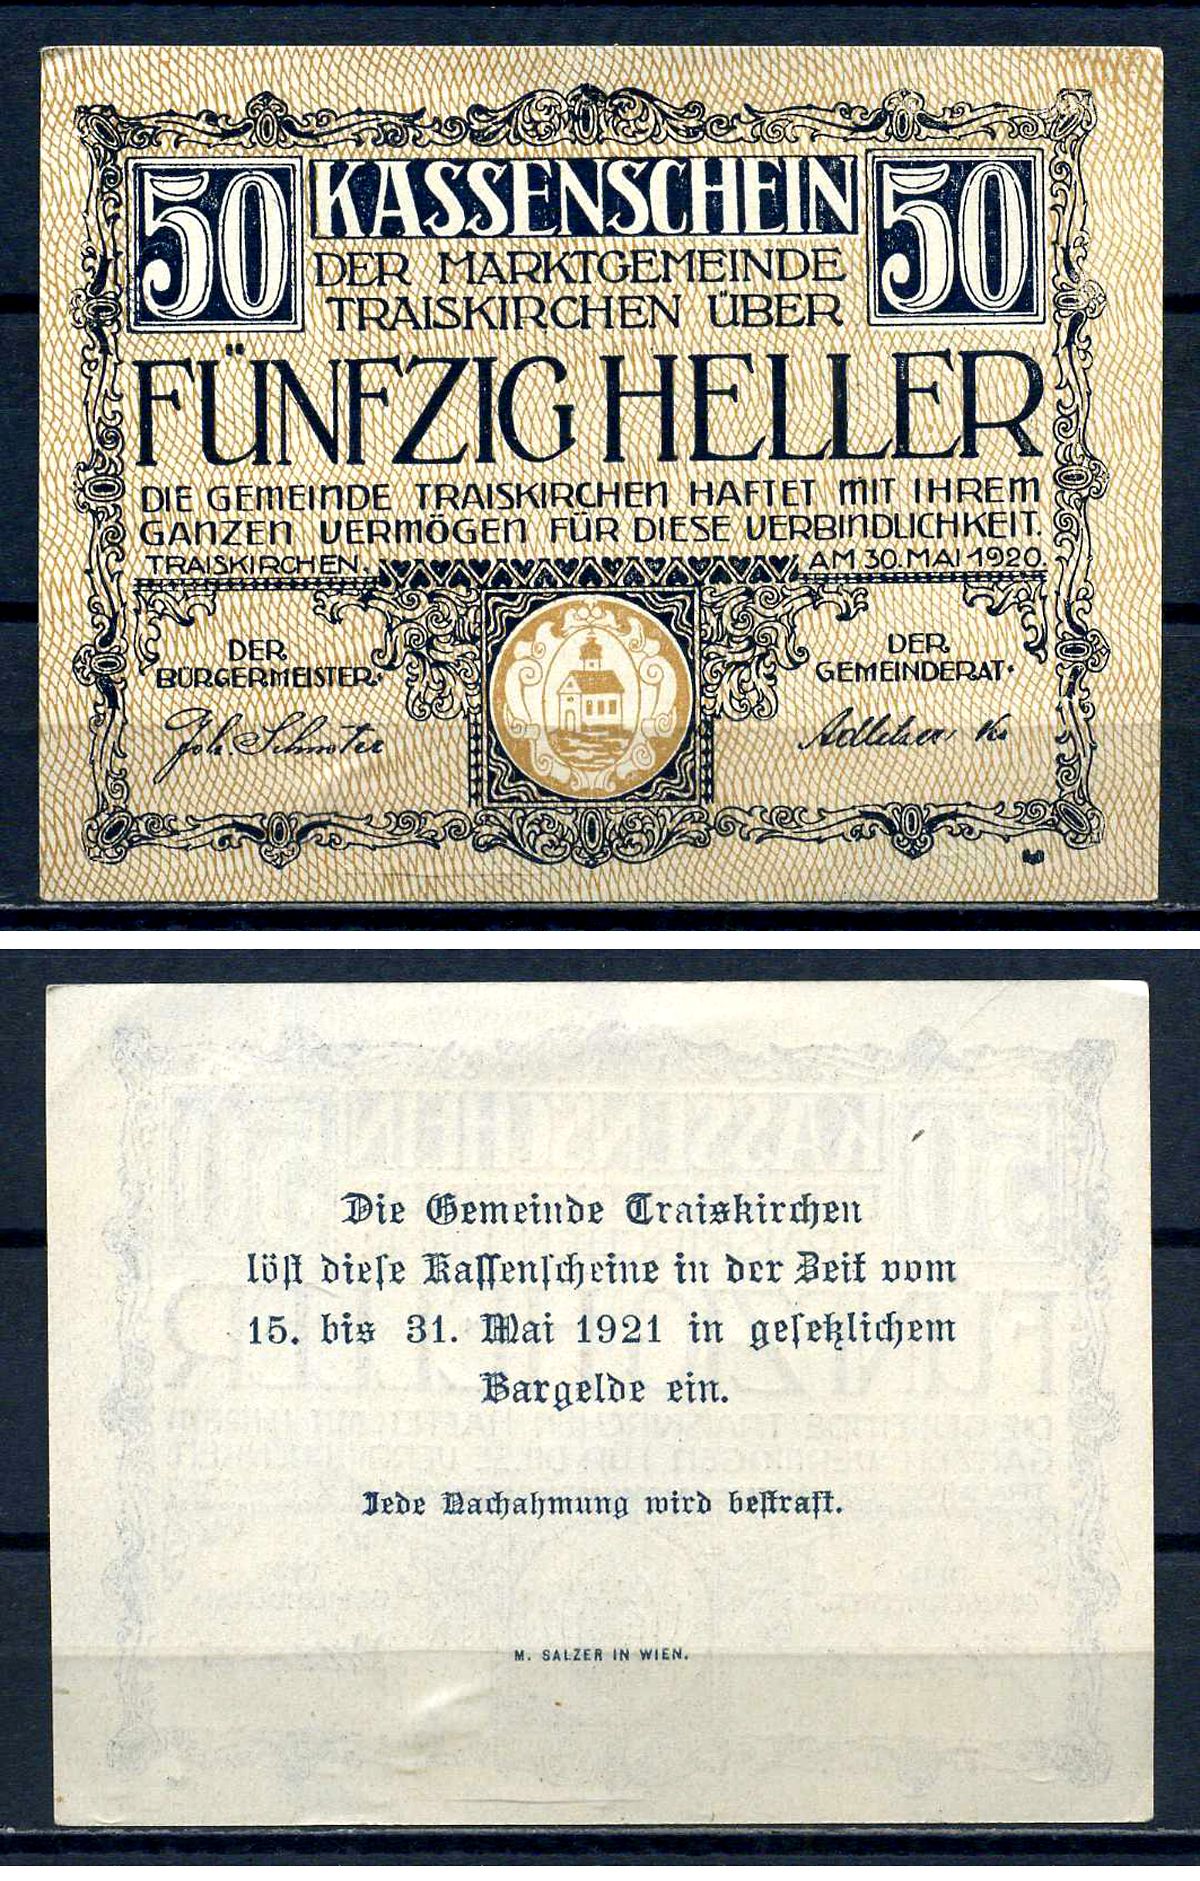 50 KASSENSCHEIN 50
DER MARKTGEMEINDE
TRAISKIRCHEN ÜBER
FÜNFZIG HELLER
DIE GEMEINDE TRAISKIRCHEN HAFTET MIT IHREM
GANZEN VERMÖGEN FÜR DIESE VERBINDLICHKEIT.
TRAISKIRCHEN, AM 30. MAI 1920.
DER BÜRGERMEISTER:
DER GEMEINDERAT:
Joh
Die Gemeinde Traiskirchen
löſt dieſe Kaſſenſcheine in der Zeit vom
15. bis 31. Mai 1921 in geſetzlichem
Bargelde ein.
Jede Nachahmung wird beſtraft.
M. SALZER IN WIEN.